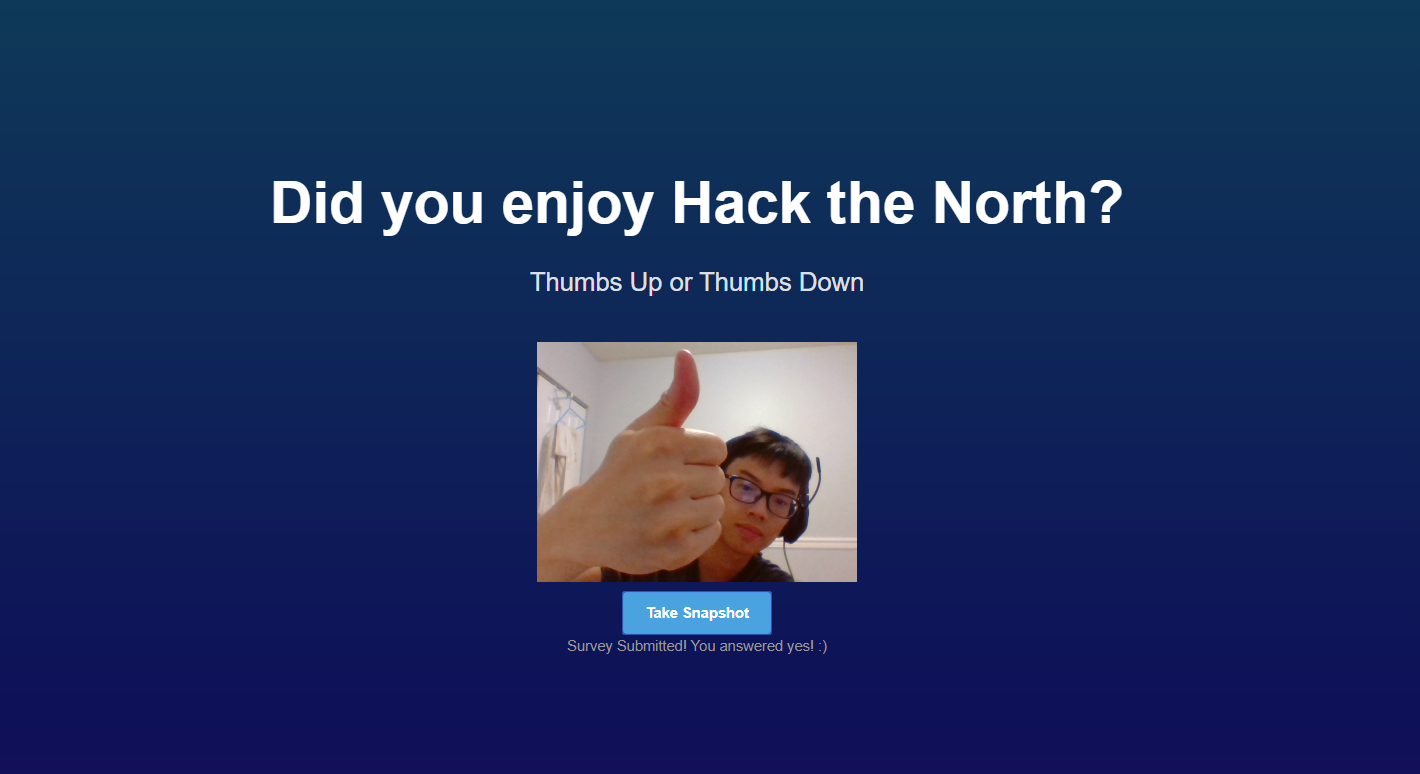 Did you enjoy Hack the North?
Thumbs Up or Thumbs Down
Take Snapshot
Survey Submitted! You answered yes! :)